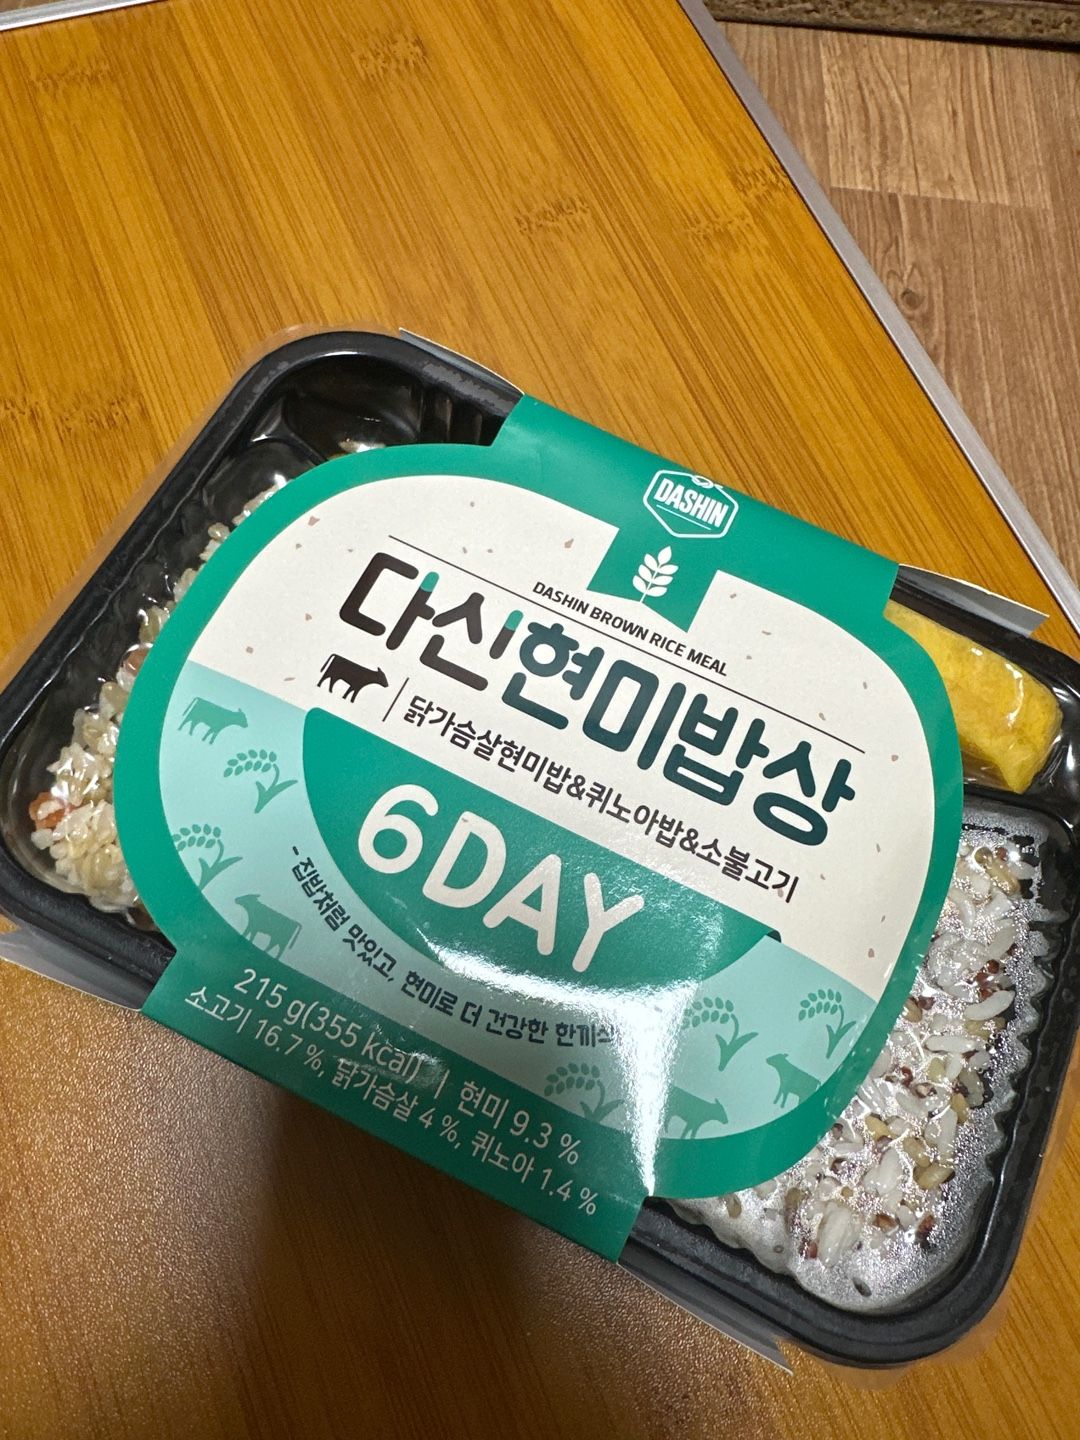 DASHIN
DASHIN BROWN RICE MEAL
다신현미밥상
닭가슴살현미밥&퀴노아밥&소불고기
6 DAY
- 집밥처럼 맛있고, 현미로 더 건강한 한끼식
215 g(355 kcal) | 현미 9.3 %
소고기 16.7 %, 닭가슴살 4 %, 퀴노아 1.4 %